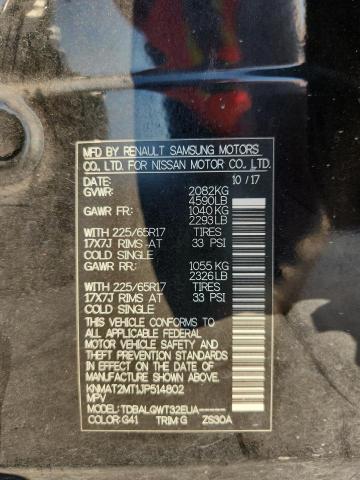 MFD BY RENAULT SAMSUNG MOTORS
CO., LTD. FOR NISSAN MOTOR CO., LTD.
DATE: 10/17
GVWR: 2082KG
4590LB
GAWR FR: 1040KG
2293LB
WITH 225/65R17 TIRES
17X7J RIMS AT 33 PSI
COLD SINGLE
GAWR RR: 1055KG
2326LB
WITH 225/65R17 TIRES
17X7J RIMS AT 33 PSI
COLD SINGLE
THIS VEHICLE CONFORMS TO
ALL APPLICABLE FEDERAL
MOTOR VEHICLE SAFETY AND
THEFT PREVENTION STANDARDS
IN EFFECT ON THE DATE OF
MANUFACTURE SHOWN ABOVE.
KNMAT2MT1JP514802
MPV
MODEL:TDBALQWT32EUA-----
COLOR:G41 TRIM:G ZS30A